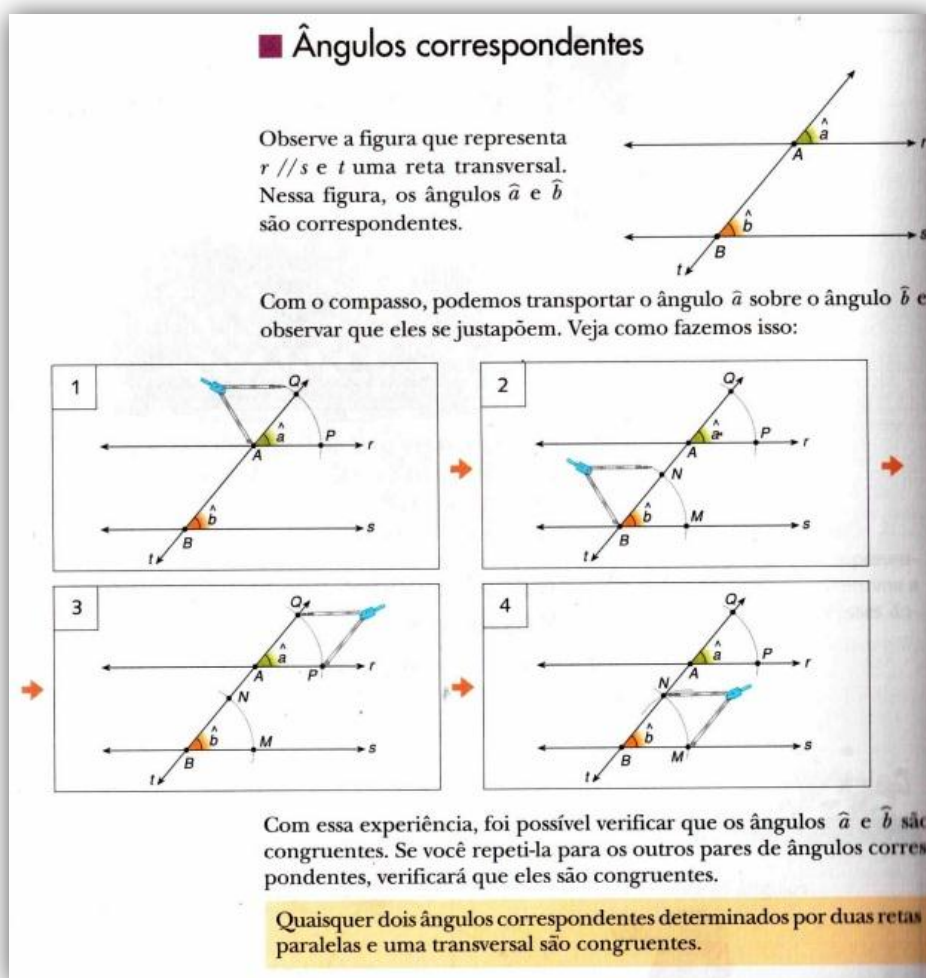 Ângulos correspondentes
Observe a figura que representa
r // s e t uma reta transversal.
Nessa figura, os ângulos â e b̂
são correspondentes.
â
A
r
b̂
B
s
t
Com o compasso, podemos transportar o ângulo â sobre o ângulo b̂ e
observar que eles se justapõem. Veja como fazemos isso:
1
Q
â
P
A
r
b̂
B
s
t
2
Q
â
P
A
r
N
b̂
M
B
s
t
3
Q
â
A
P
r
N
b̂
M
B
s
t
4
Q
â
P
A
r
N
b̂
B
M
s
t
Com essa experiência, foi possível verificar que os ângulos â e b̂ são
congruentes. Se você repeti-la para os outros pares de ângulos corres
pondentes, verificará que eles são congruentes.
Quaisquer dois ângulos correspondentes determinados por duas retas
paralelas e uma transversal são congruentes.